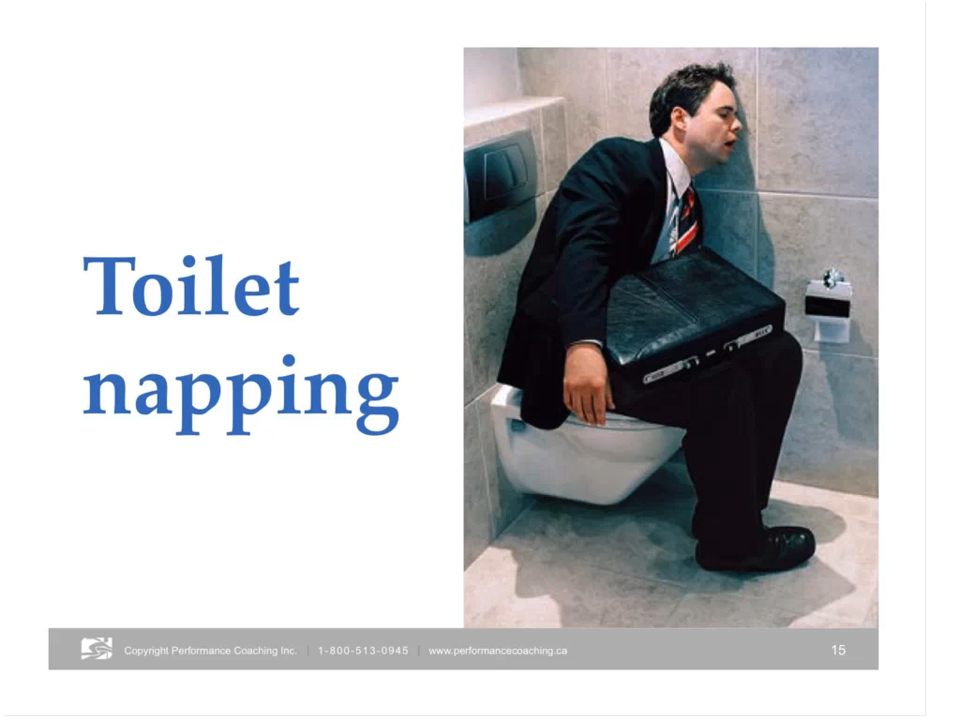 Toilet
napping
Copyright Performance Coaching Inc. | 1-800-513-0945 | www.performancecoaching.ca 15